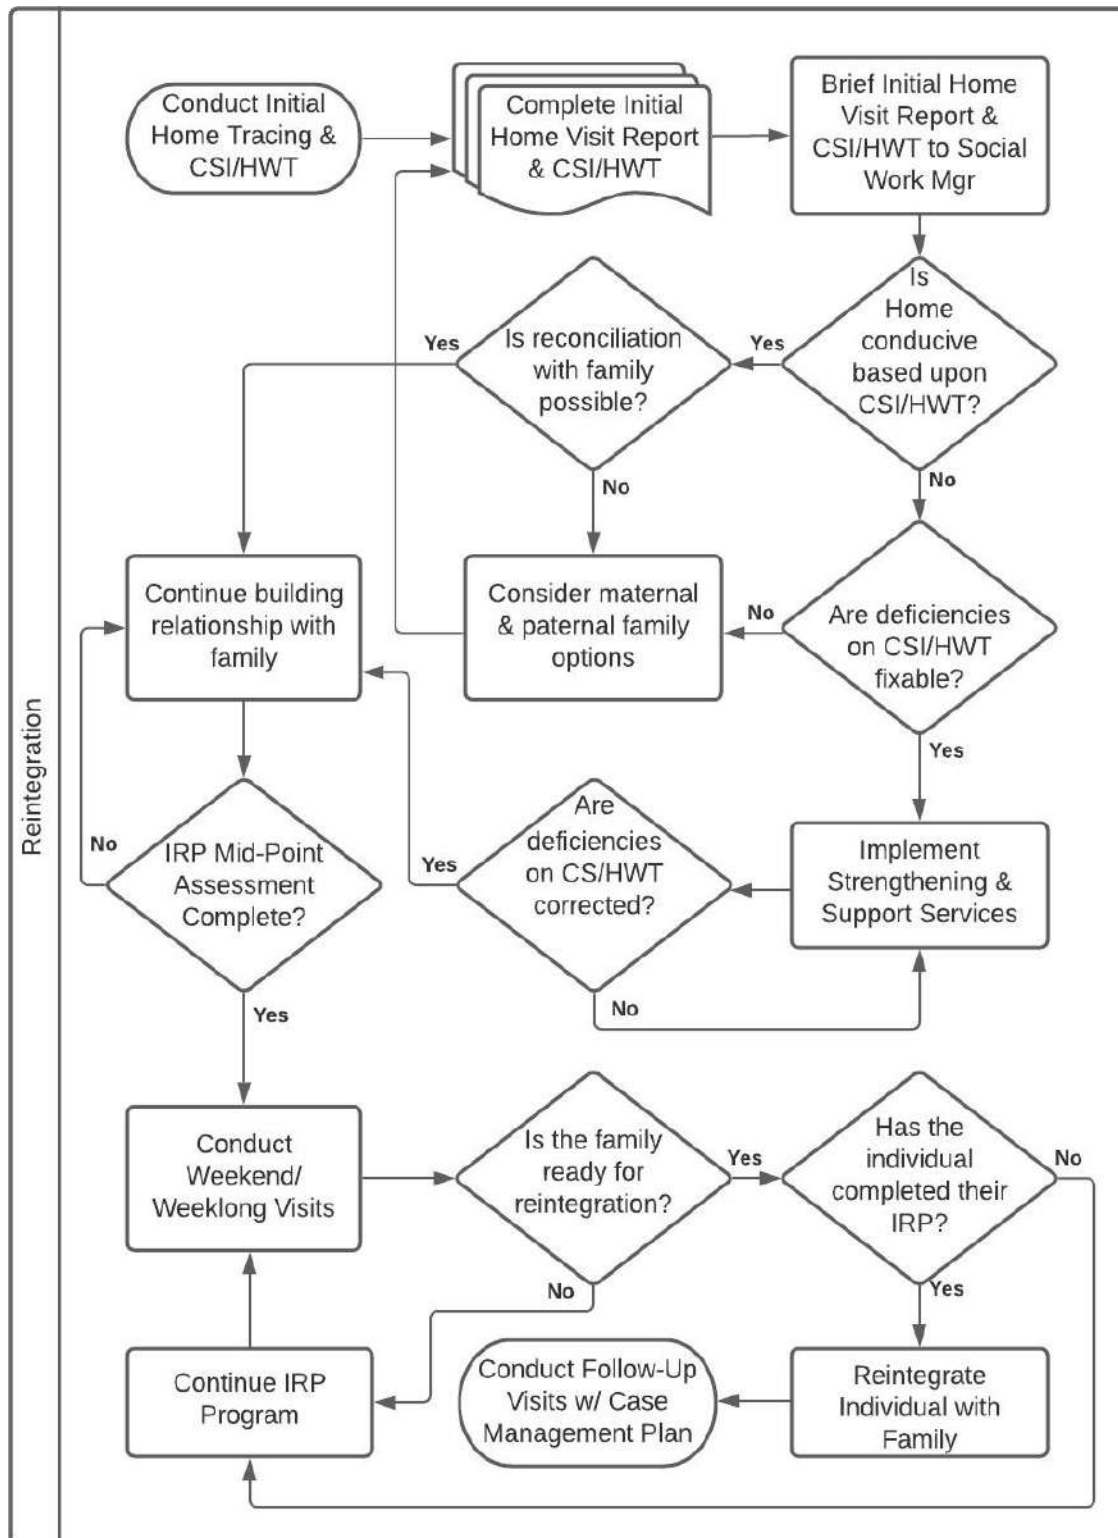 Reintegration
Conduct Initial
Home Tracing &
CSI/HWT
Complete Initial
Home Visit Report
& CSI/HWT
Brief Initial Home
Visit Report &
CSI/HWT to Social
Work Mgr
Is
Home
conducive
based upon
CSI/HWT?
Yes
Is reconciliation
with family
possible?
Yes
No
No
Continue building
relationship with
family
Consider maternal
& paternal family
options
No
Are deficiencies
on CSI/HWT
fixable?
Yes
No
IRP Mid-Point
Assessment
Complete?
Yes
Are
deficiencies
on CS/HWT
corrected?
Implement
Strengthening &
Support Services
Yes
No
Conduct
Weekend/
Weeklong Visits
Is the family
ready for
reintegration?
Yes
Has the
individual
completed their
IRP?
No
No
Yes
Continue IRP
Program
Conduct Follow-Up
Visits w/ Case
Management Plan
Reintegrate
Individual with
Family